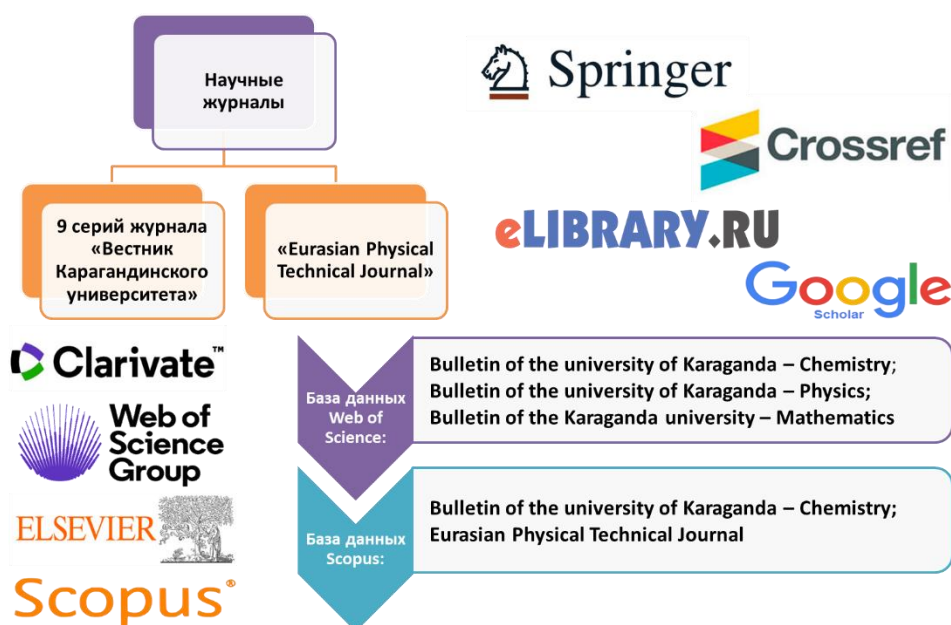 Научные
журналы
Springer
Crossref
eLIBRARY.RU
Google
Scholar
9 серий журнала
«Вестник
Карагандинского
университета»
«Eurasian Physical
Technical Journal»
Clarivate™
Web of
Science
Group
ELSEVIER
Scopus®
База данных
Web of
Science:
Bulletin of the university of Karaganda – Chemistry;
Bulletin of the university of Karaganda – Physics;
Bulletin of the Karaganda university – Mathematics
База данных
Scopus:
Bulletin of the university of Karaganda – Chemistry;
Eurasian Physical Technical Journal